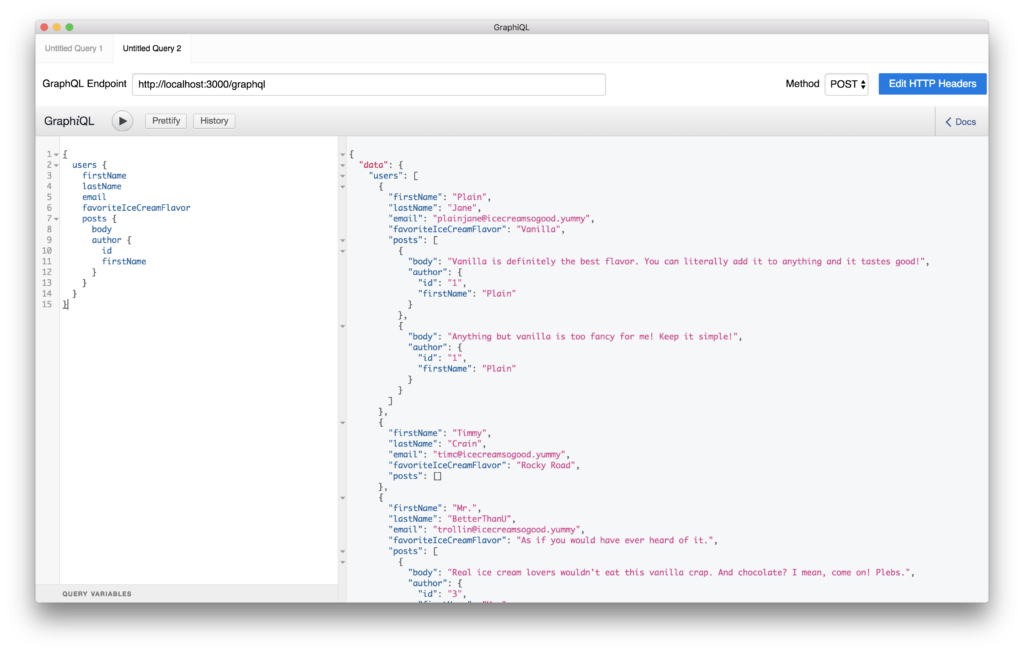 GraphiQL
Untitled Query 1
Untitled Query 2
GraphQL Endpoint
http://localhost:3000/graphql
Method
POST
Edit HTTP Headers
GraphiQL
Prettify
History
Docs
1 {
2 users {
3 firstName
4 lastName
5 email
6 favoriteIceCreamFlavor
7 posts {
8 body
9 author {
10 id
11 firstName
12 }
13 }
14 }
15 }
QUERY VARIABLES
{
"data": {
"users": [
{
"firstName": "Plain",
"lastName": "Jane",
"email": "plainjane@icecreamsogood.yummy",
"favoriteIceCreamFlavor": "Vanilla",
"posts": [
{
"body": "Vanilla is definitely the best flavor. You can literally add it to anything and it tastes good!",
"author": {
"id": "1",
"firstName": "Plain"
}
},
{
"body": "Anything but vanilla is too fancy for me! Keep it simple!",
"author": {
"id": "1",
"firstName": "Plain"
}
}
]
},
{
"firstName": "Timmy",
"lastName": "Crain",
"email": "timc@icecreamsogood.yummy",
"favoriteIceCreamFlavor": "Rocky Road",
"posts": []
},
{
"firstName": "Mr.",
"lastName": "BetterThanU",
"email": "trollin@icecreamsogood.yummy",
"favoriteIceCreamFlavor": "As if you would have ever heard of it.",
"posts": [
{
"body": "Real ice cream lovers wouldn't eat this vanilla crap. And chocolate? I mean, come on! Plebs.",
"author": {
"id": "3",